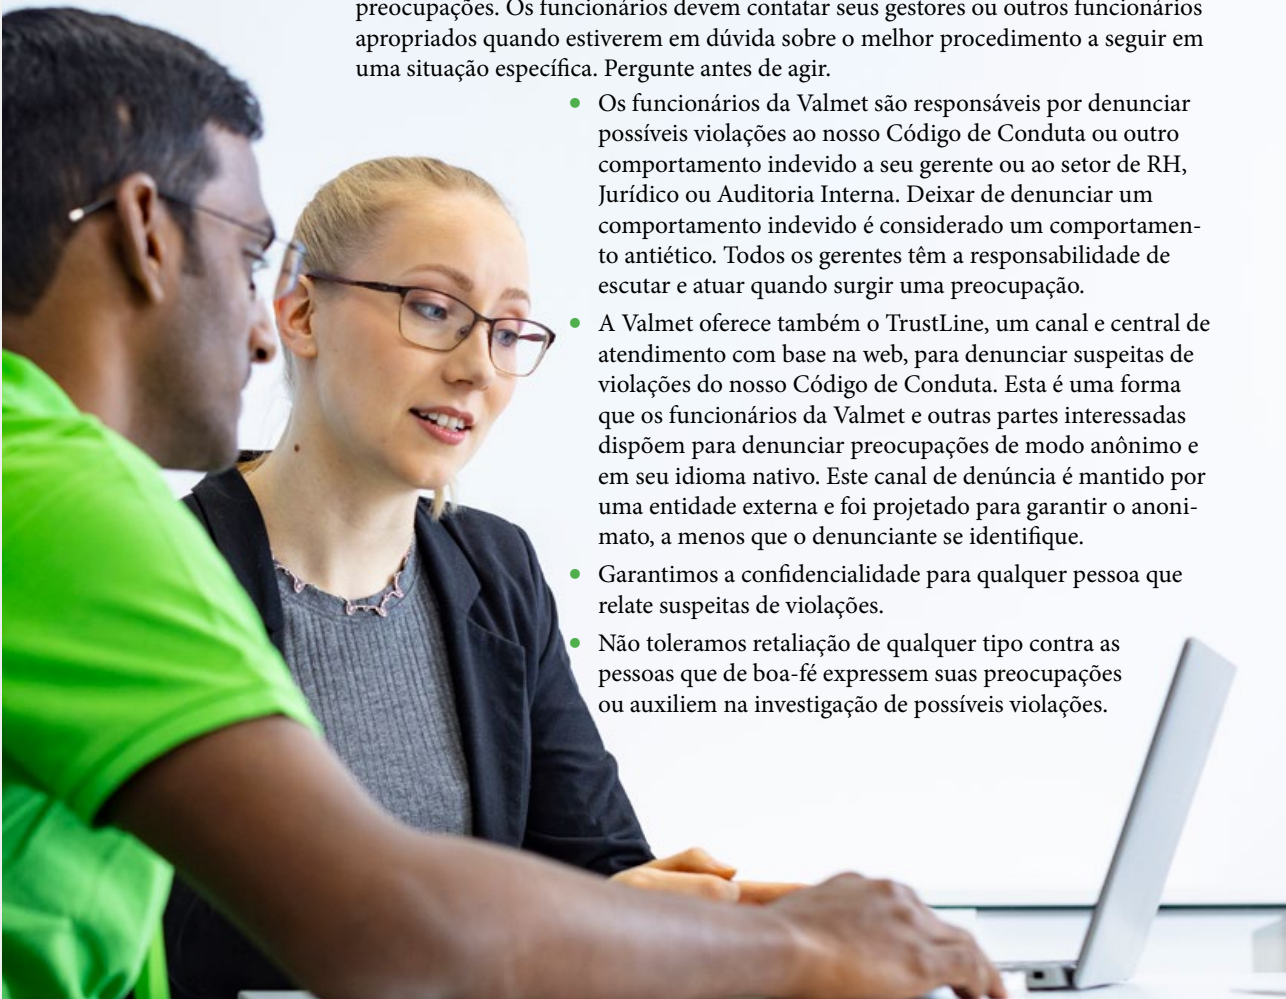 preocupações. Os funcionários devem contatar seus gestores ou outros funcionários
apropriados quando estiverem em dúvida sobre o melhor procedimento a seguir em
uma situação específica. Pergunte antes de agir.
• Os funcionários da Valmet são responsáveis por denunciar
possíveis violações ao nosso Código de Conduta ou outro
comportamento indevido a seu gerente ou ao setor de RH,
Jurídico ou Auditoria Interna. Deixar de denunciar um
comportamento indevido é considerado um comportamen-
to antiético. Todos os gerentes têm a responsabilidade de
escutar e atuar quando surgir uma preocupação.
• A Valmet oferece também o TrustLine, um canal e central de
atendimento com base na web, para denunciar suspeitas de
violações do nosso Código de Conduta. Esta é uma forma
que os funcionários da Valmet e outras partes interessadas
dispõem para denunciar preocupações de modo anônimo e
em seu idioma nativo. Este canal de denúncia é mantido por
uma entidade externa e foi projetado para garantir o anoni-
mato, a menos que o denunciante se identifique.
• Garantimos a confidencialidade para qualquer pessoa que
relate suspeitas de violações.
• Não toleramos retaliação de qualquer tipo contra as
pessoas que de boa-fé expressem suas preocupações
ou auxiliem na investigação de possíveis violações.